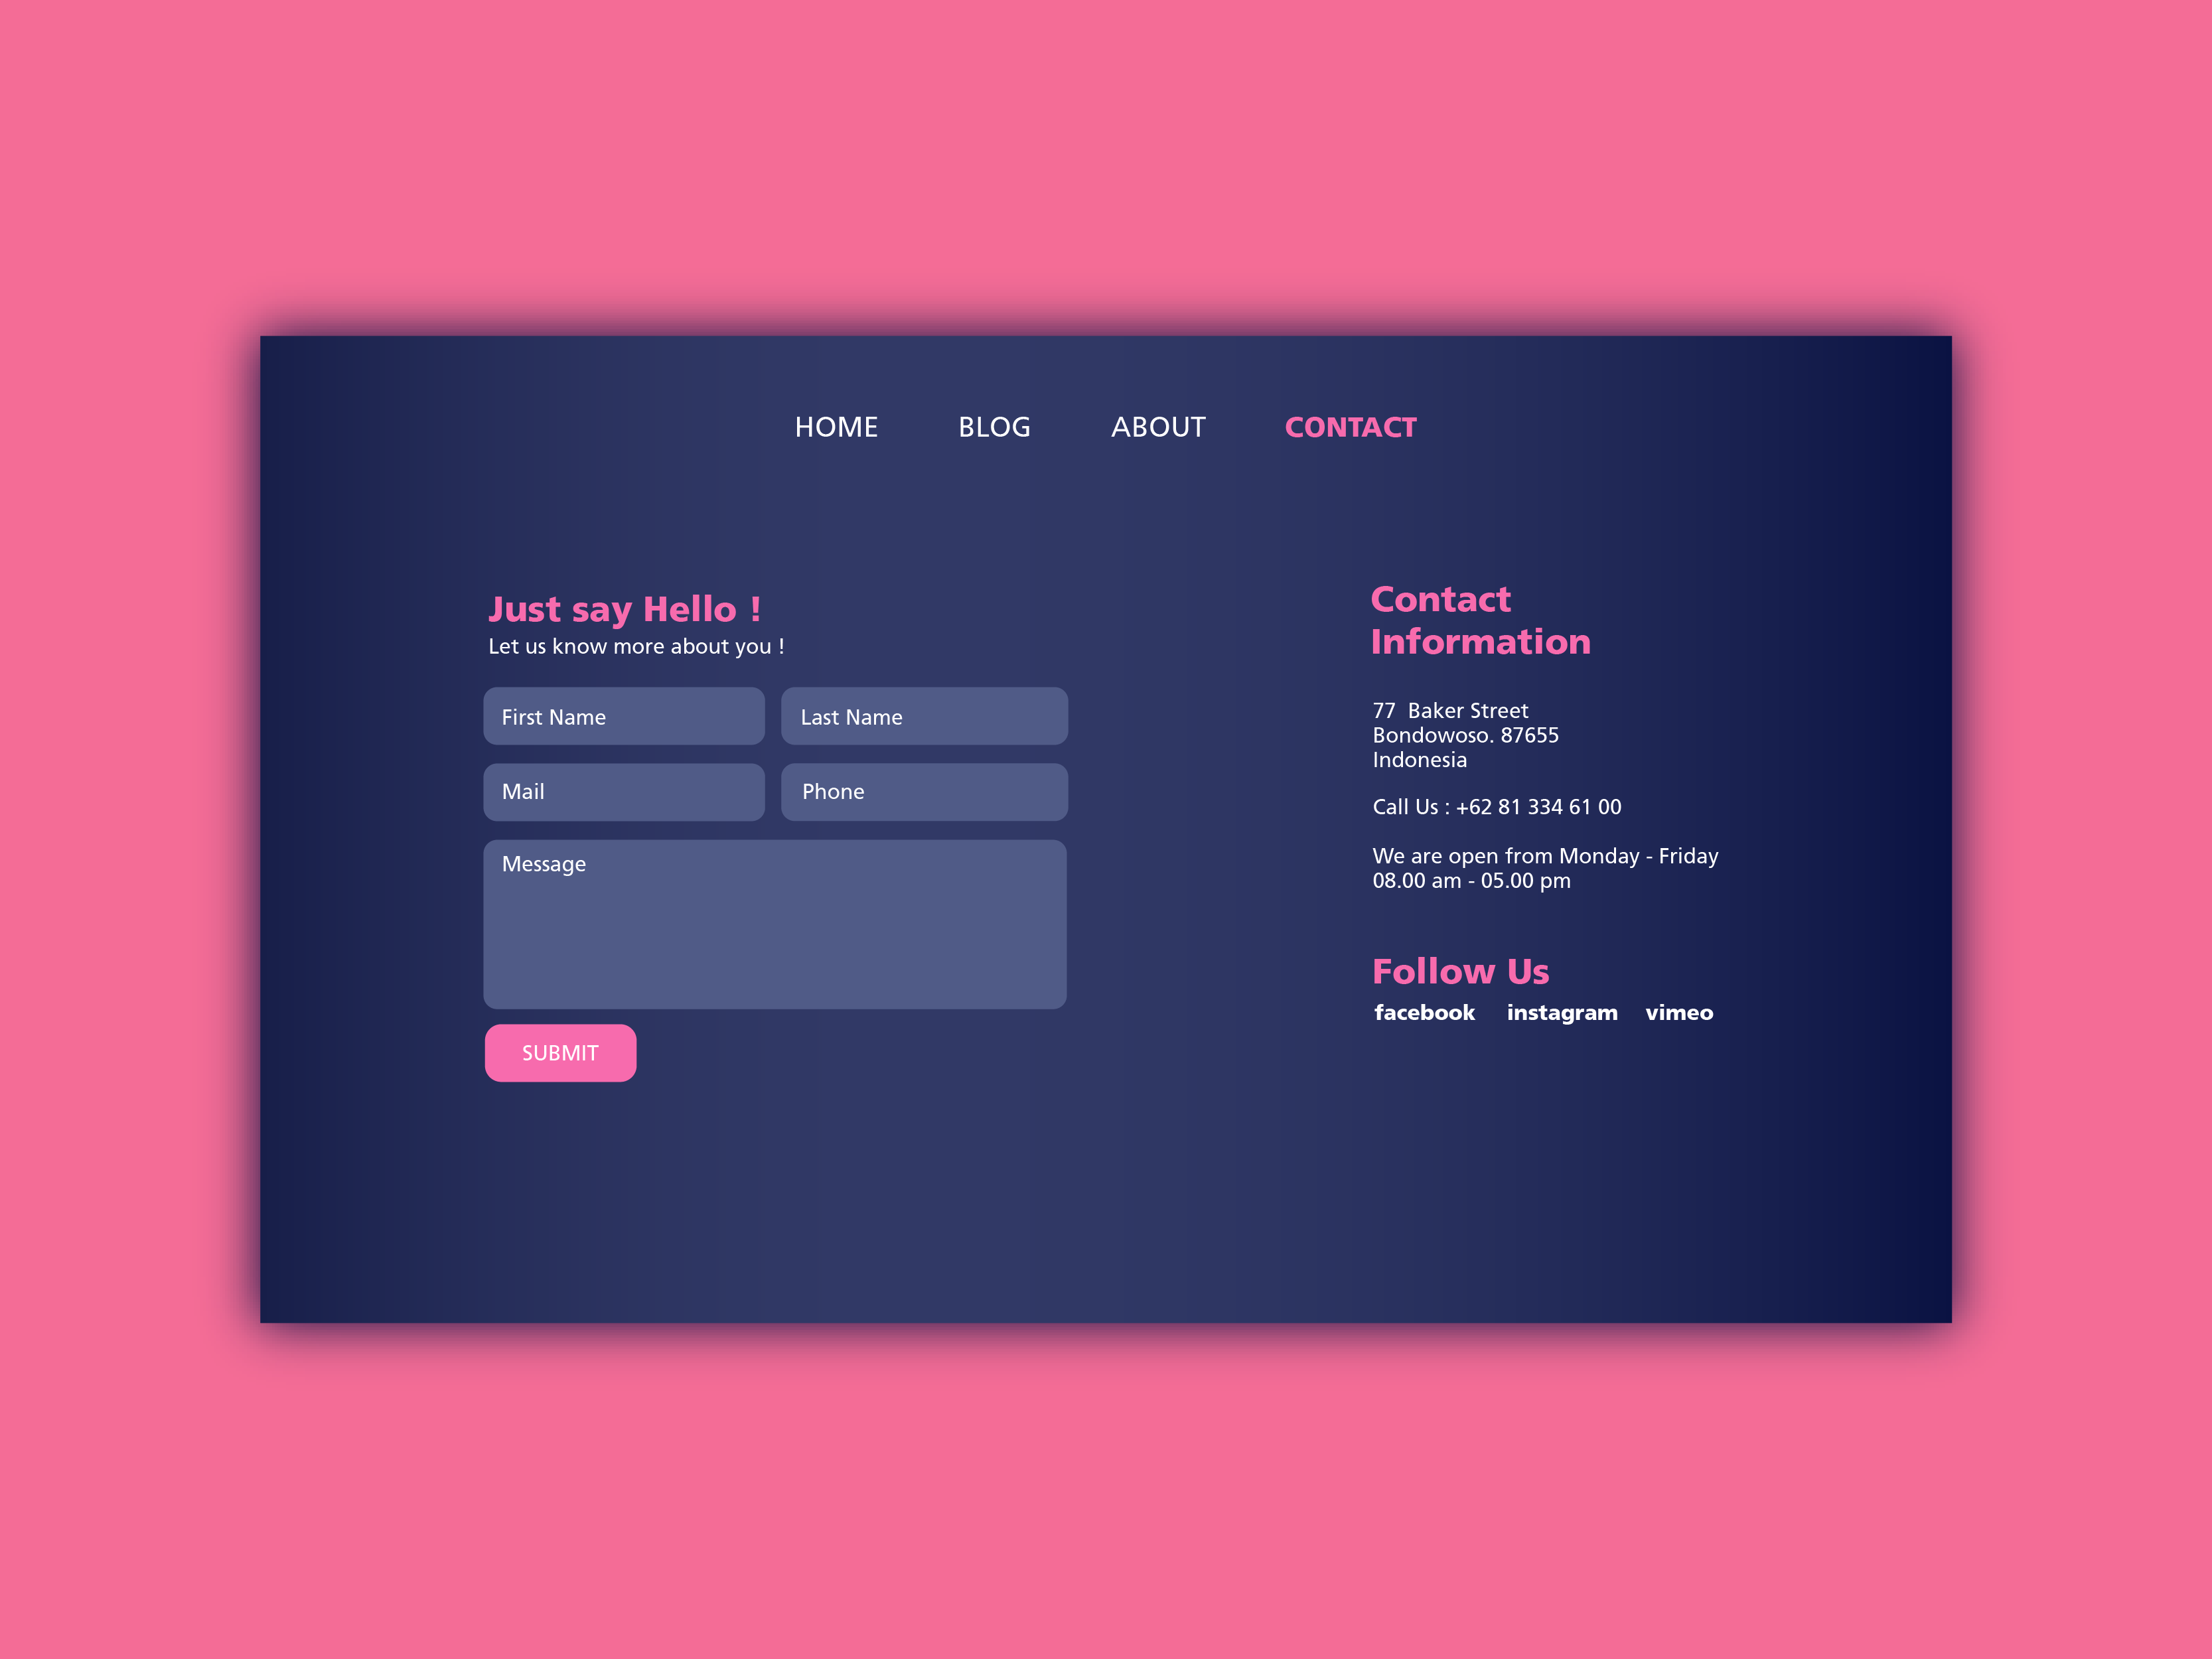 HOME BLOG ABOUT CONTACT
Just say Hello !
Let us know more about you !
First Name
Last Name
Mail
Phone
Message
SUBMIT
Contact
Information
77  Baker Street
Bondowoso. 87655
Indonesia
Call Us : +62 81 334 61 00
We are open from Monday - Friday
08.00 am - 05.00 pm
Follow Us
facebook instagram vimeo